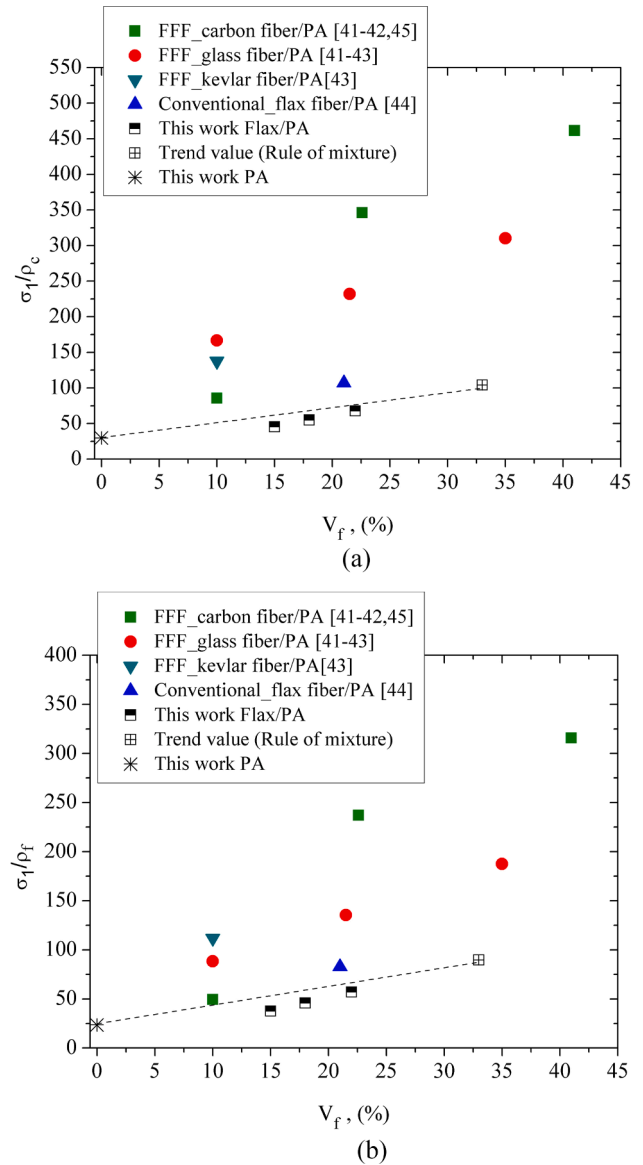 FFF_carbon fiber/PA [41-42,45]
FFF_glass fiber/PA [41-43]
FFF_kevlar fiber/PA[43]
Conventional_flax fiber/PA [44]
This work Flax/PA
Trend value (Rule of mixture)
This work PA
550
500
450
400
350
300
250
200
150
100
50
0
σ₁/ρc
0 5 10 15 20 25 30 35 40 45
Vf , (%)
(a)
FFF_carbon fiber/PA [41-42,45]
FFF_glass fiber/PA [41-43]
FFF_kevlar fiber/PA[43]
Conventional_flax fiber/PA [44]
This work Flax/PA
Trend value (Rule of mixture)
This work PA
400
350
300
250
200
150
100
50
0
σ₁/ρf
0 5 10 15 20 25 30 35 40 45
Vf , (%)
(b)